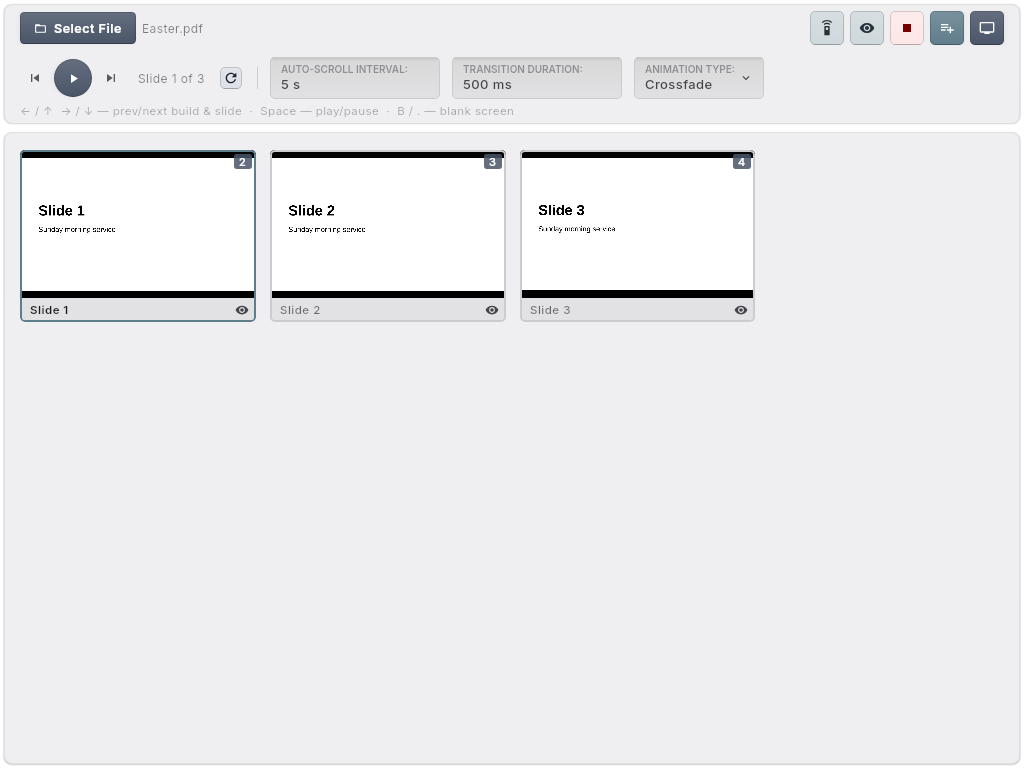 Select File
Easter.pdf
Slide 1 of 3
AUTO-SCROLL INTERVAL:
5 s
TRANSITION DURATION:
500 ms
ANIMATION TYPE:
Crossfade
← / ↑  → / ↓ — prev/next build & slide · Space — play/pause · B / . — blank screen
2
Slide 1
Sunday morning service
Slide 1
3
Slide 2
Sunday morning service
Slide 2
4
Slide 3
Sunday morning service
Slide 3